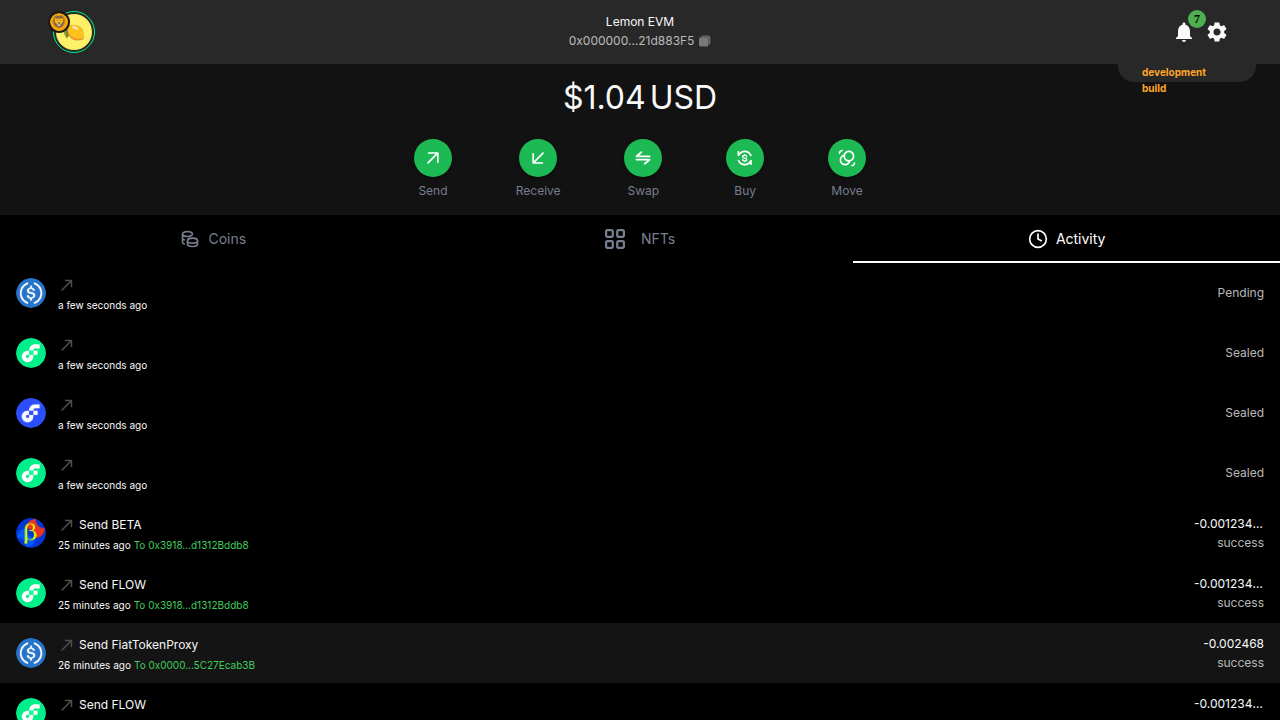 Lemon EVM
0x000000...21d883F5
7
development
build
$1.04 USD
Send
Receive
Swap
Buy
Move
Coins
NFTs
Activity
a few seconds ago
Pending
a few seconds ago
Sealed
a few seconds ago
Sealed
a few seconds ago
Sealed
Send BETA
-0.001234...
25 minutes ago To 0x3918...d1312Bddb8
success
Send FLOW
-0.001234...
25 minutes ago To 0x3918...d1312Bddb8
success
Send FiatTokenProxy
-0.002468
26 minutes ago To 0x0000...5C27Ecab3B
success
Send FLOW
-0.001234...